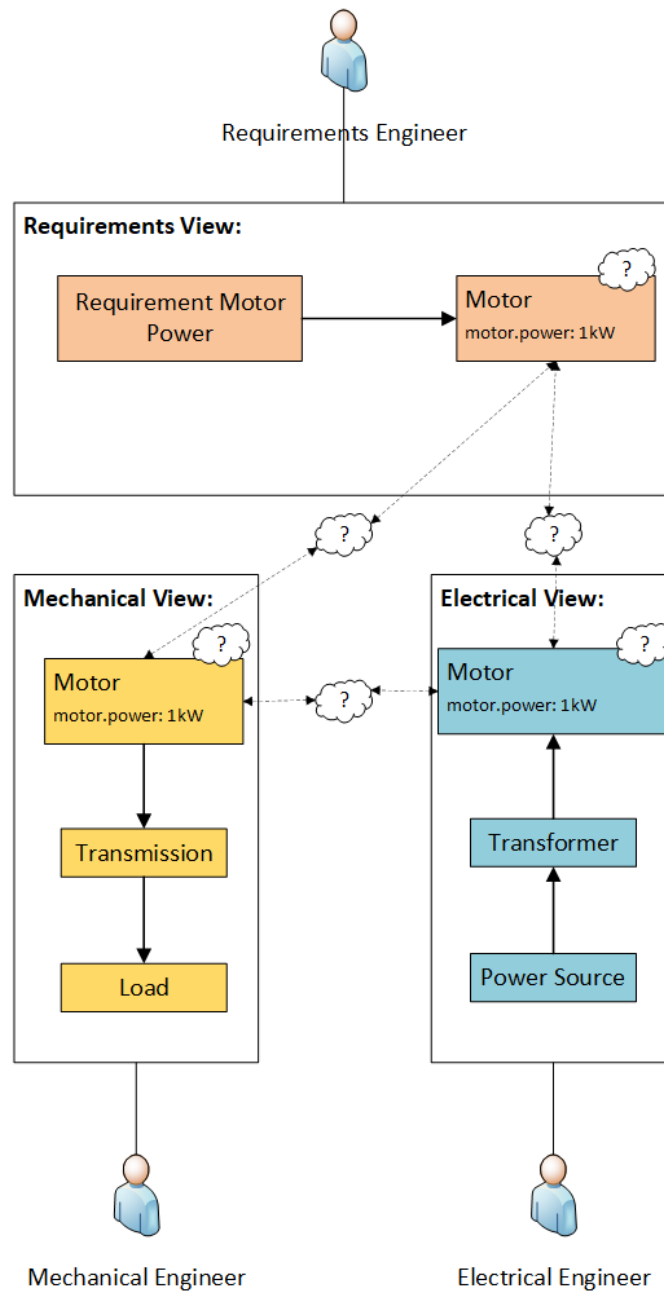 Requirements Engineer
Requirements View:
?
Requirement Motor
Power
Motor
motor.power: 1kW
?
?
Mechanical View:
?
Motor
motor.power: 1kW
Transmission
Load
?
Electrical View:
?
Motor
motor.power: 1kW
Transformer
Power Source
Mechanical Engineer
Electrical Engineer